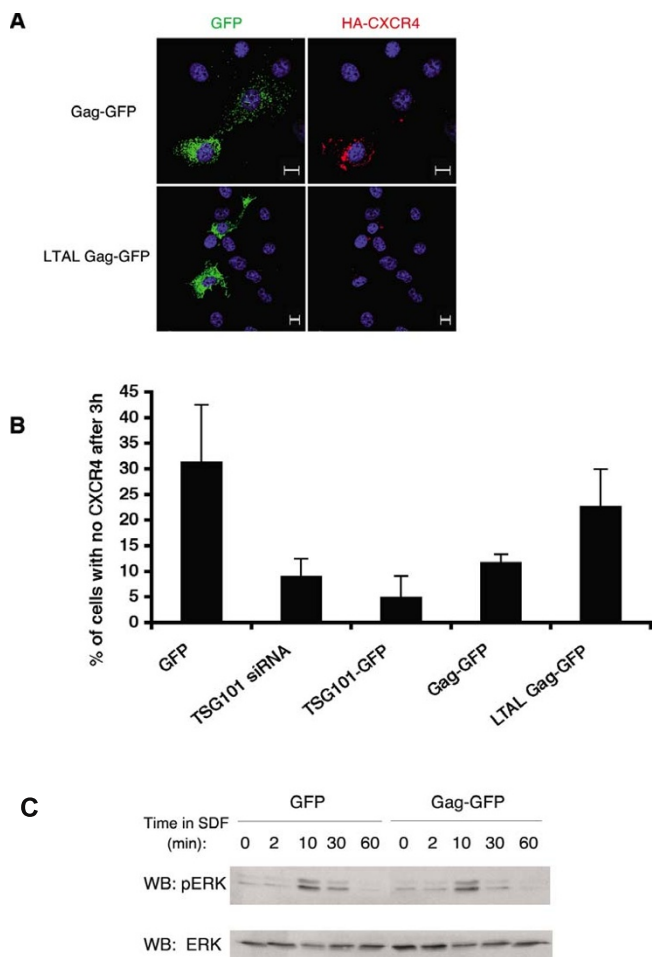 A
GFP HA-CXCR4
Gag-GFP
LTAL Gag-GFP
B
% of cells with no CXCR4 after 3h
45
40
35
30
25
20
15
10
5
0
GFP TSG101 siRNA TSG101-GFP Gag-GFP LTAL Gag-GFP
C
GFP Gag-GFP
Time in SDF
(min): 0 2 10 30 60 0 2 10 30 60
WB: pERK
WB: ERK